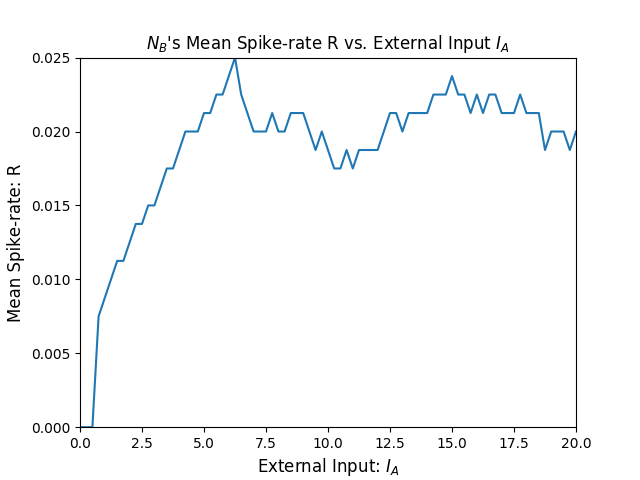 N_B's Mean Spike-rate R vs. External Input I_A
0.025
0.020
0.015
0.010
0.005
0.000
Mean Spike-rate: R
0.0 2.5 5.0 7.5 10.0 12.5 15.0 17.5 20.0
External Input: I_A